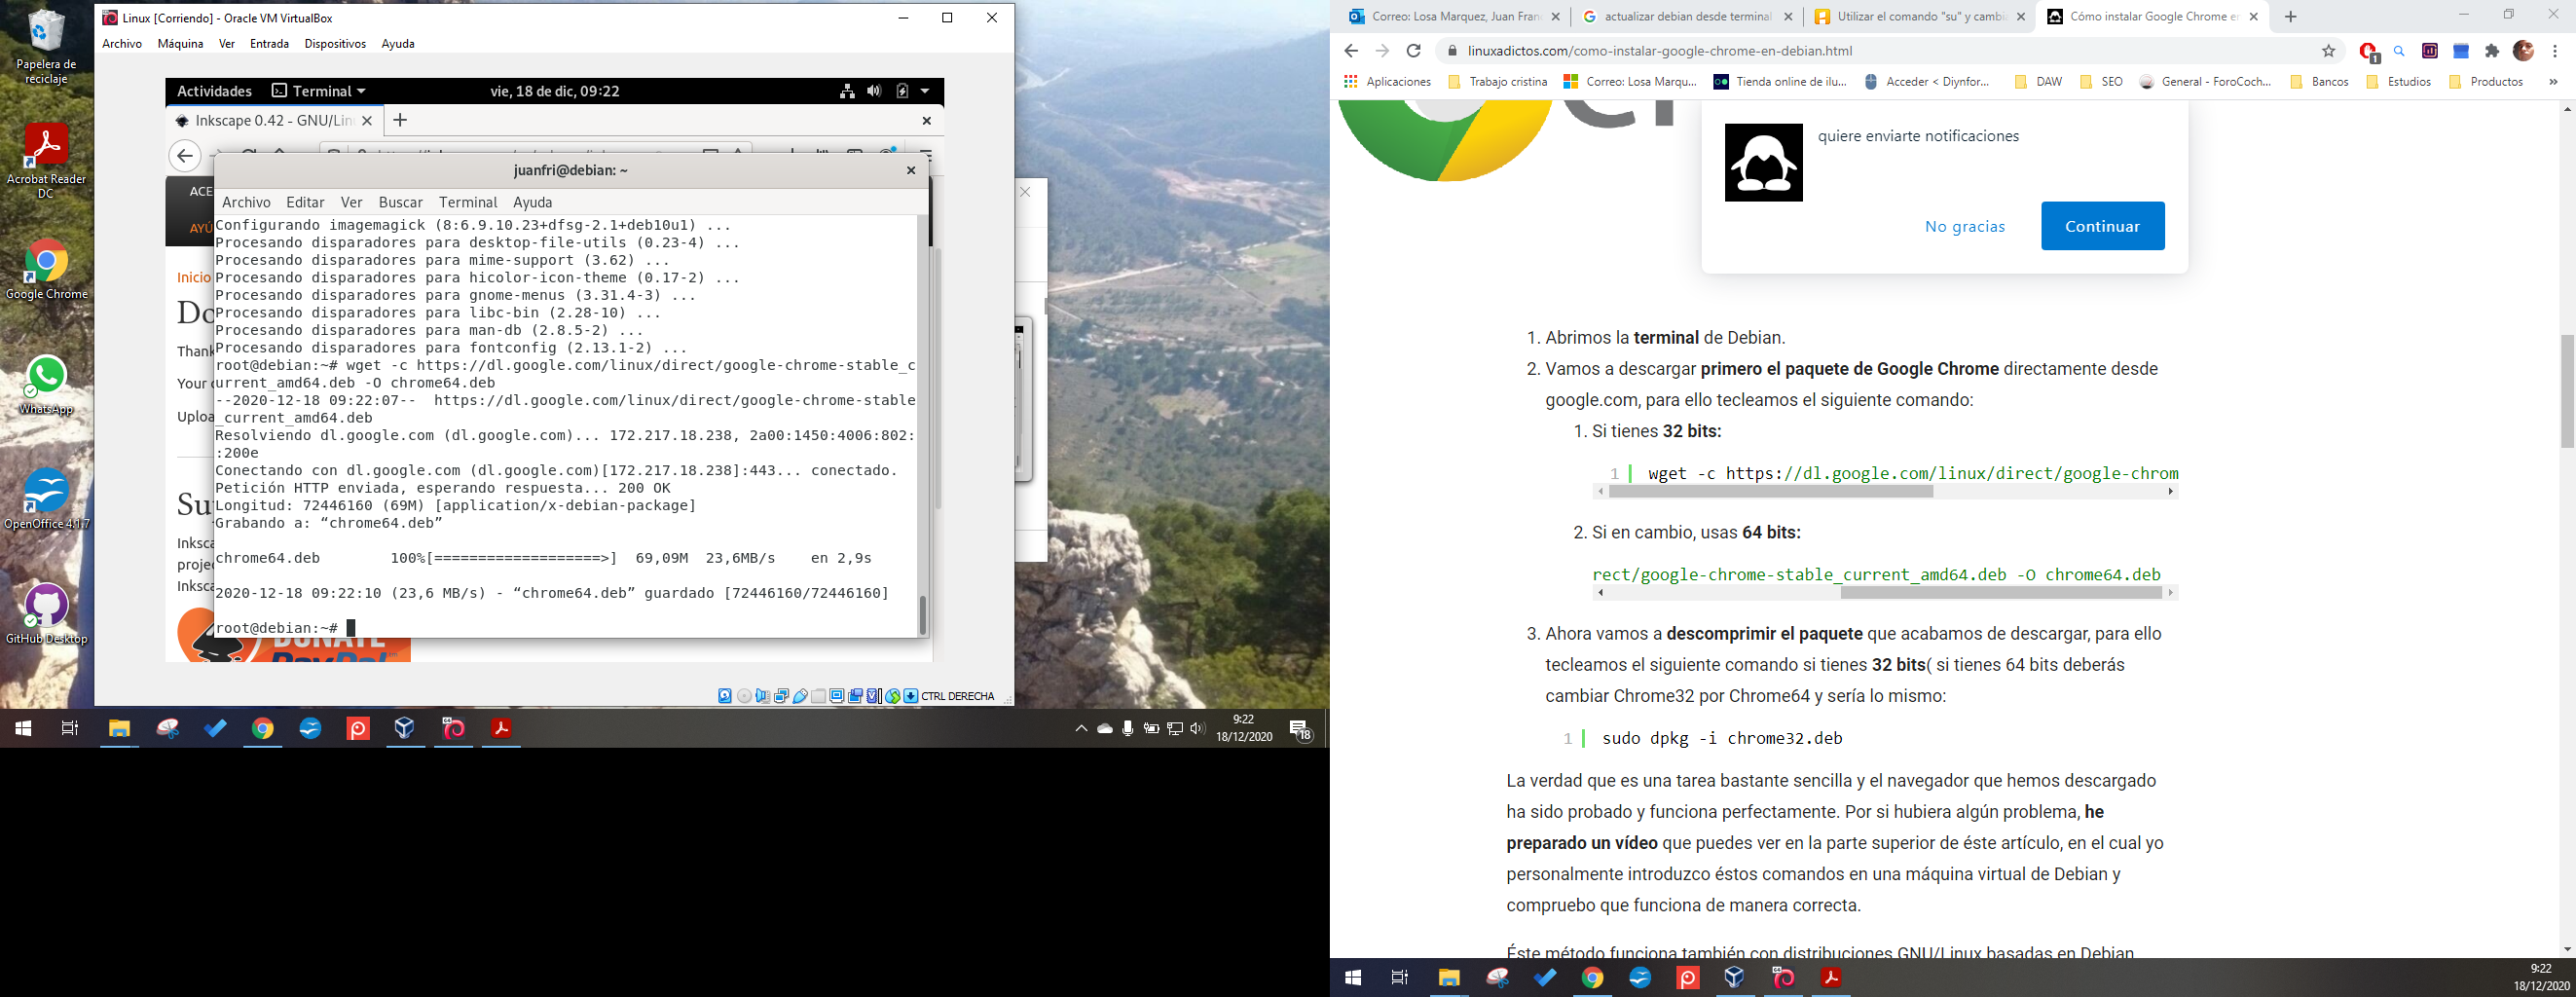 Papelera de
reciclaje
Acrobat Reader
DC
Google Chrome
WhatsApp
OpenOffice 4.1.7
GitHub Desktop
Linux [Corriendo] - Oracle VM VirtualBox
Archivo Máquina Ver Entrada Dispositivos Ayuda
Actividades Terminal vie, 18 de dic, 09:22
Inkscape 0.42 - GNU/Lin
juanfri@debian: ~
Archivo Editar Ver Buscar Terminal Ayuda
ACE
AYÚ
Inicio
Do
Thank
Your
Uploa
Su
Inksca
projec
Inksca
DONATE
PayPal
Configurando imagemagick (8:6.9.10.23+dfsg-2.1+deb10u1) ...
Procesando disparadores para desktop-file-utils (0.23-4) ...
Procesando disparadores para mime-support (3.62) ...
Procesando disparadores para hicolor-icon-theme (0.17-2) ...
Procesando disparadores para gnome-menus (3.31.4-3) ...
Procesando disparadores para libc-bin (2.28-10) ...
Procesando disparadores para man-db (2.8.5-2) ...
Procesando disparadores para fontconfig (2.13.1-2) ...
root@debian:~# wget -c https://dl.google.com/linux/direct/google-chrome-stable_c
urrent_amd64.deb -O chrome64.deb
--2020-12-18 09:22:07-- https://dl.google.com/linux/direct/google-chrome-stable
_current_amd64.deb
Resolviendo dl.google.com (dl.google.com)... 172.217.18.238, 2a00:1450:4006:802:
:200e
Conectando con dl.google.com (dl.google.com)[172.217.18.238]:443... conectado.
Petición HTTP enviada, esperando respuesta... 200 OK
Longitud: 72446160 (69M) [application/x-debian-package]
Grabando a: “chrome64.deb”
chrome64.deb 100%[===================>] 69,09M 23,6MB/s en 2,9s
2020-12-18 09:22:10 (23,6 MB/s) - “chrome64.deb” guardado [72446160/72446160]
root@debian:~#
CTRL DERECHA
9:22
18/12/2020
18
Correo: Losa Marquez, Juan Fran
actualizar debian desde terminal
Utilizar el comando "su" y cambi
Cómo instalar Google Chrome en
linuxadictos.com/como-instalar-google-chrome-en-debian.html
1
Aplicaciones Trabajo cristina Correo: Losa Marqu... Tienda online de ilu... Acceder < Diynfor... DAW SEO General - ForoCoch... Bancos Estudios Productos »
quiere enviarte notificaciones
No gracias Continuar
1. Abrimos la terminal de Debian.
2. Vamos a descargar primero el paquete de Google Chrome directamente desde
google.com, para ello tecleamos el siguiente comando:
1. Si tienes 32 bits:
1 wget -c https://dl.google.com/linux/direct/google-chrom
2. Si en cambio, usas 64 bits:
rect/google-chrome-stable_current_amd64.deb -O chrome64.deb
3. Ahora vamos a descomprimir el paquete que acabamos de descargar, para ello
tecleamos el siguiente comando si tienes 32 bits( si tienes 64 bits deberás
cambiar Chrome32 por Chrome64 y sería lo mismo:
1 sudo dpkg -i chrome32.deb
La verdad que es una tarea bastante sencilla y el navegador que hemos descargado
ha sido probado y funciona perfectamente. Por si hubiera algún problema, he
preparado un vídeo que puedes ver en la parte superior de éste artículo, en el cual yo
personalmente introduzco éstos comandos en una máquina virtual de Debian y
compruebo que funciona de manera correcta.
Éste método funciona también con distribuciones GNU/Linux basadas en Debian
9:22
18/12/2020